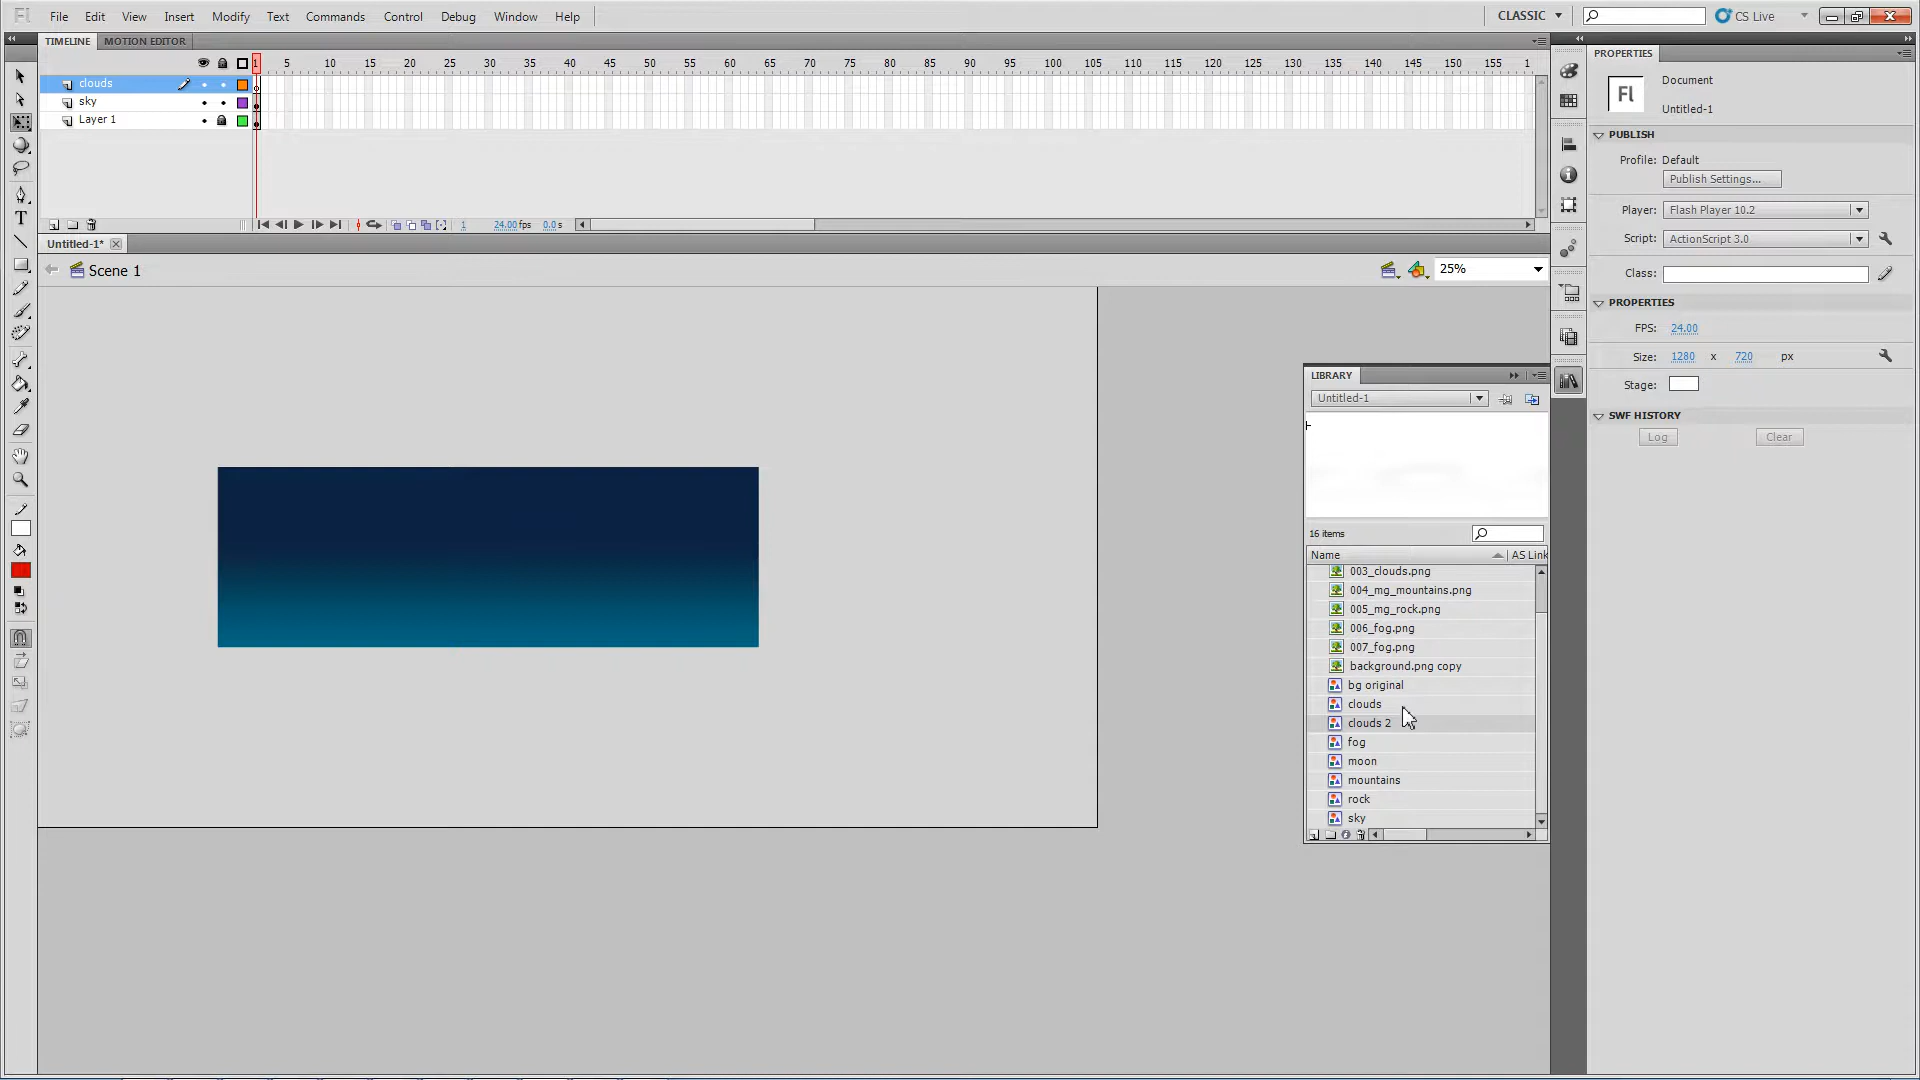 Fl File Edit View Insert Modify Text Commands Control Debug Window Help CLASSIC CS Live
TIMELINE MOTION EDITOR
1 5 10 15 20 25 30 35 40 45 50 55 60 65 70 75 80 85 90 95 100 105 110 115 120 125 130 135 140 145 150 155 1
clouds
sky
Layer 1
1 24.00 fps 0.0 s
Untitled-1*
Scene 1 25%
LIBRARY
Untitled-1
16 items
Name AS Link
003_clouds.png
004_mg_mountains.png
005_mg_rock.png
006_fog.png
007_fog.png
background.png copy
bg original
clouds
clouds 2
fog
moon
mountains
rock
sky
PROPERTIES
Fl Document
Untitled-1
PUBLISH
Profile: Default
Publish Settings...
Player: Flash Player 10.2
Script: ActionScript 3.0
Class:
PROPERTIES
FPS: 24.00
Size: 1280 x 720 px
Stage:
SWF HISTORY
Log Clear